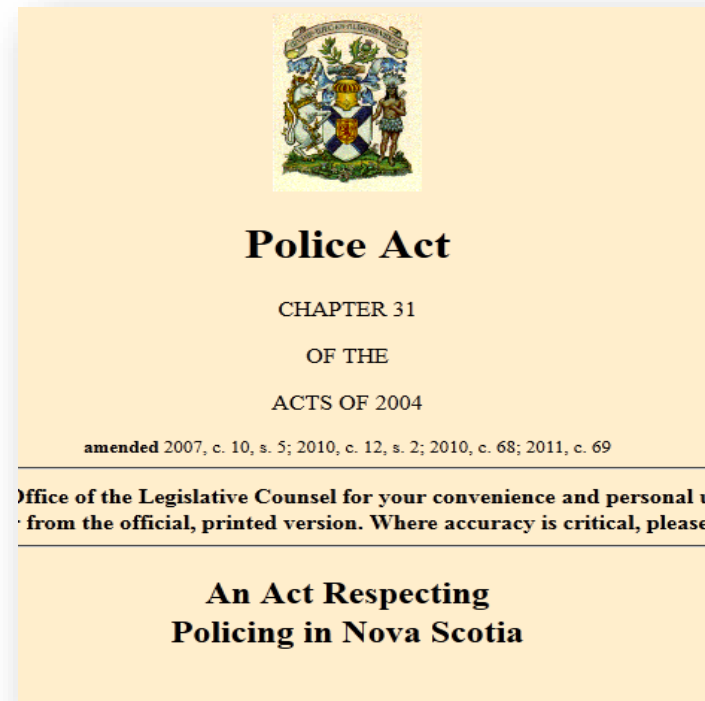 Police Act
CHAPTER 31
OF THE
ACTS OF 2004
amended 2007, c. 10, s. 5; 2010, c. 12, s. 2; 2010, c. 68; 2011, c. 69
Office of the Legislative Counsel for your convenience and personal
from the official, printed version. Where accuracy is critical, please
An Act Respecting
Policing in Nova Scotia